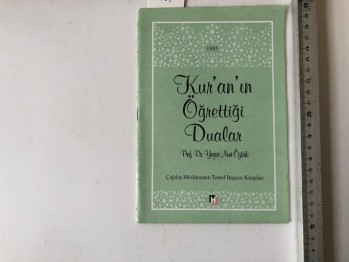 1995
Kur'an'ın
Öğrettiği
Dualar
Prof. Dr. Yaşar Nuri Öztürk
Çağdaş Müslümanın Temel Başucu Kitapları